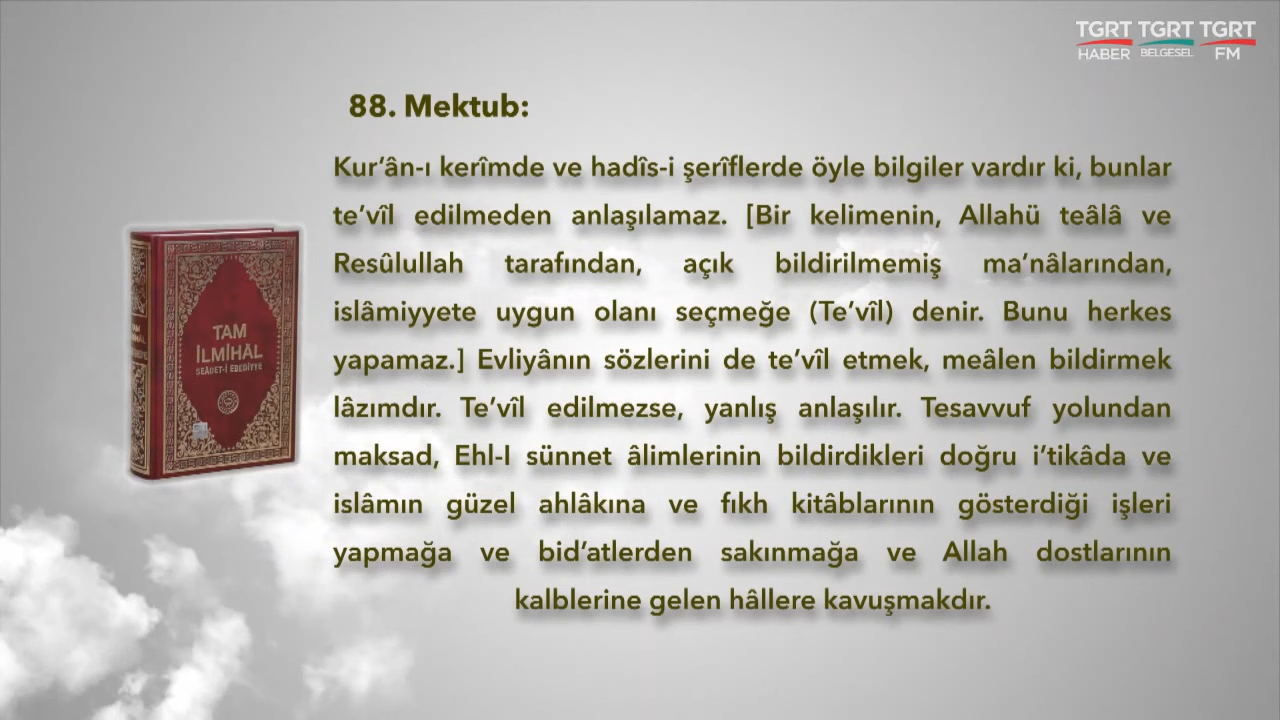 TGRT TGRT TGRT
HABER BELGESEL FM
88. Mektub:
Kur’ân-ı kerîmde ve hadîs-i şerîflerde öyle bilgiler vardır ki, bunlar
te’vîl edilmeden anlaşılamaz. [Bir kelimenin, Allahü teâlâ ve
Resûlullah tarafından, açık bildirilmemiş ma’nâlarından,
islâmiyyete uygun olanı seçmeğe (Te’vîl) denir. Bunu herkes
yapamaz.] Evliyânın sözlerini de te’vîl etmek, meâlen bildirmek
lâzımdır. Te’vîl edilmezse, yanlış anlaşılır. Tesavvuf yolundan
maksad, Ehl-I sünnet âlimlerinin bildirdikleri doğru i’tikâda ve
islâmın güzel ahlâkına ve fıkh kitâblarının gösterdiği işleri
yapmağa ve bid’atlerden sakınmağa ve Allah dostlarının
kalblerine gelen hâllere kavuşmakdır.
TAM
İLMİHÂL
SEÂDET-İ EBEDİYYE